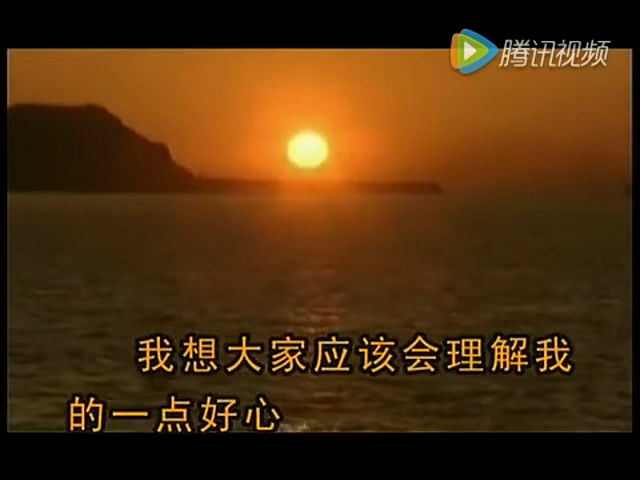 腾讯视频
我想大家应该会理解我
的一点好心